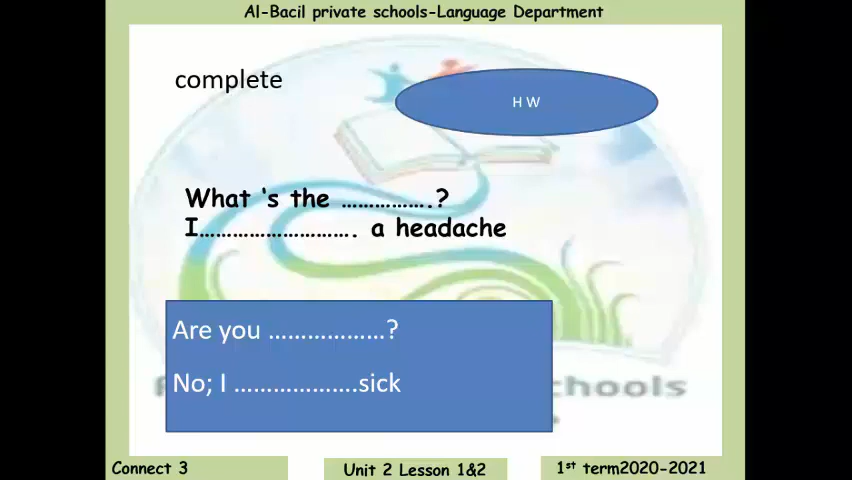 Al-Bacil private schools-Language Department
complete
H W
What 's the …………….?
I……………………. a headache
Are you ………………?
No; I ……………….sick
chools
Connect 3
Unit 2 Lesson 1&2
1st term2020-2021